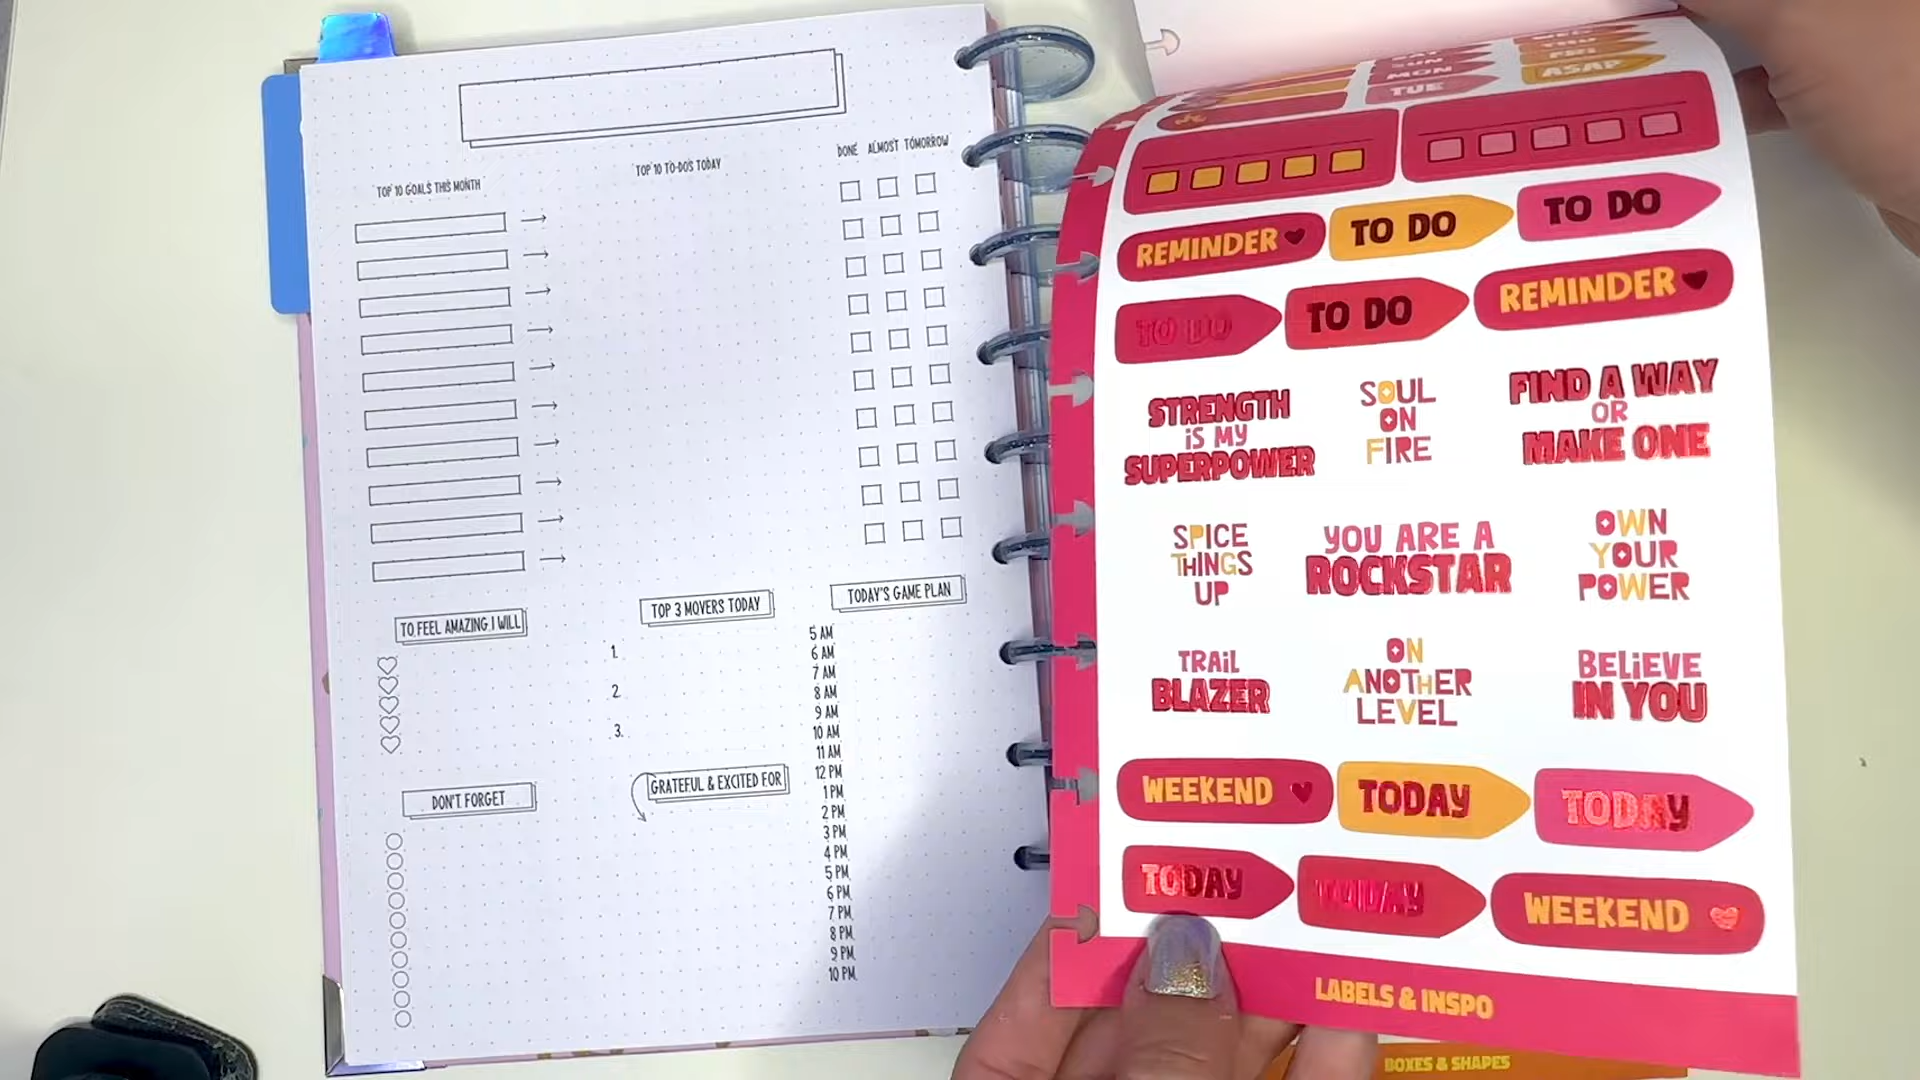 DONE ALMOST TOMORROW
TOP 10 GOALS THIS MONTH
TOP 10 TO-DOS TODAY
TO FEEL AMAZING I WILL
TOP 3 MOVERS TODAY
1.
2.
3.
TODAY'S GAME PLAN
5 AM
6 AM
7 AM
8 AM
9 AM
10 AM
11 AM
12 PM
1 PM
2 PM
3 PM
4 PM
5 PM
6 PM
7 PM
8 PM
9 PM
10 PM
DON'T FORGET
GRATEFUL & EXCITED FOR
SUN
MON
TUE
FRI
ASAP
REMINDER
TO DO
TO DO
TO DO
TO DO
REMINDER
STRENGTH
iS MY
SUPERPOWER
SOUL
ON
FIRE
FIND A WAY
OR
MAKE ONE
SPICE
THINGS
UP
YOU ARE A
ROCKSTAR
OWN
YOUR
POWER
TRAiL
BLAZER
ON
ANOTHER
LEVEL
BELiEVE
IN YOU
WEEKEND
TODAY
TODAY
TODAY
TODAY
WEEKEND
LABELS & INSPO
BOXES & SHAPES